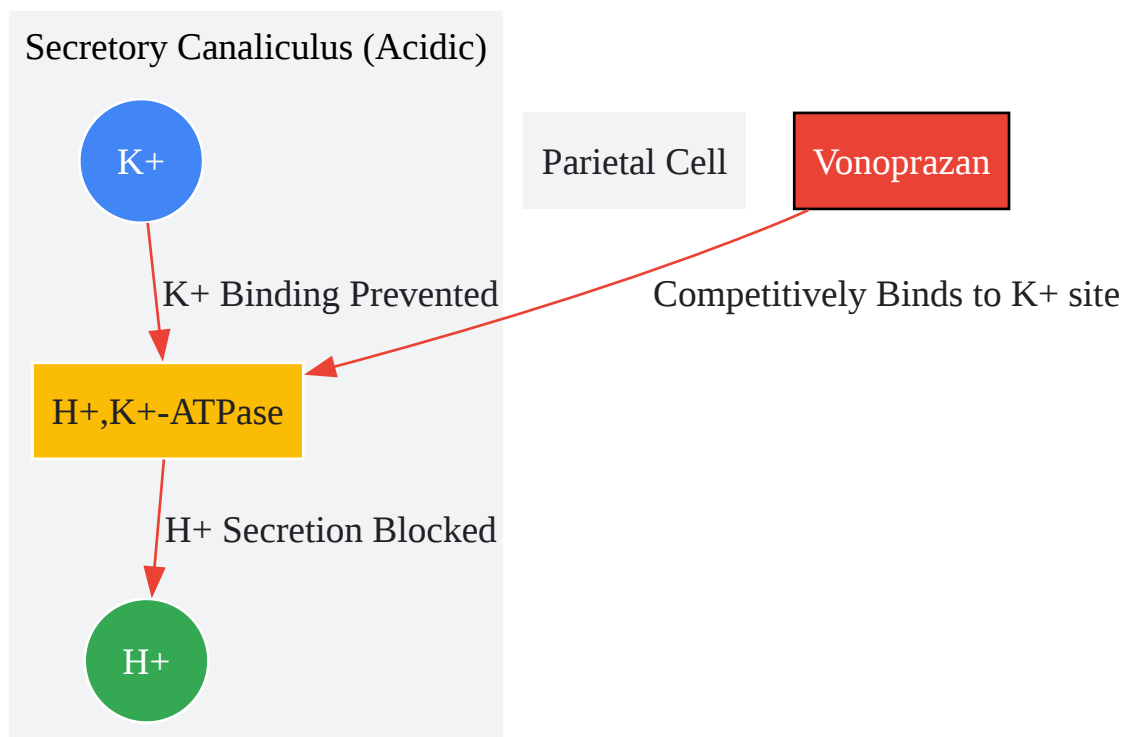 Secretory Canaliculus (Acidic)
K+
Parietal Cell
Vonoprazan
K+ Binding Prevented
Competitively Binds to K+ site
H+,K+-ATPase
H+ Secretion Blocked
H+